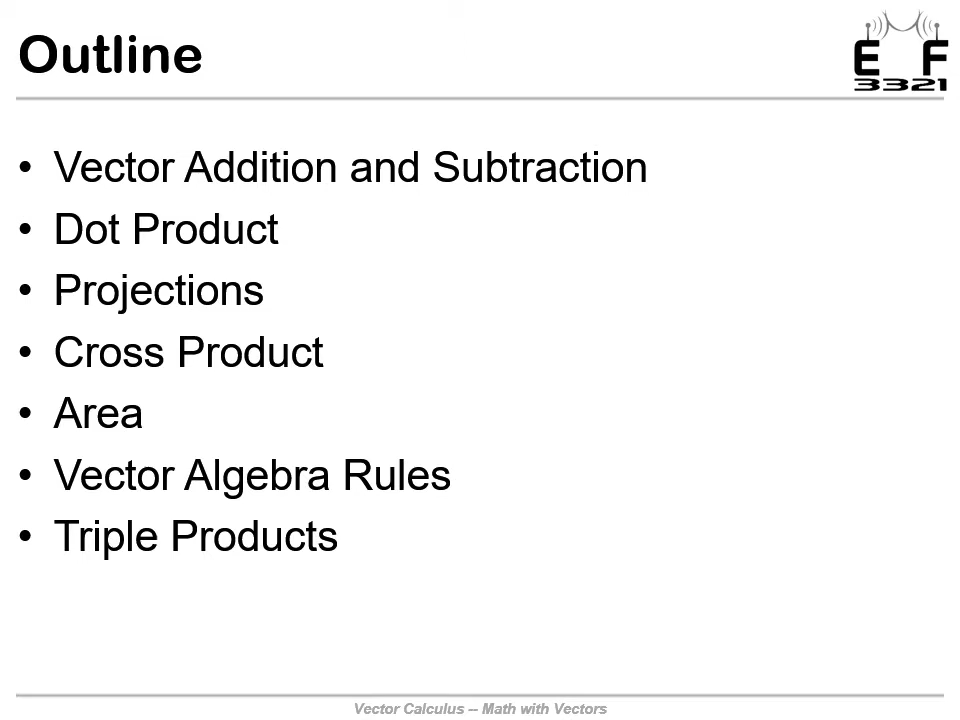 Outline
E F
3321
• Vector Addition and Subtraction
• Dot Product
• Projections
• Cross Product
• Area
• Vector Algebra Rules
• Triple Products
Vector Calculus -- Math with Vectors